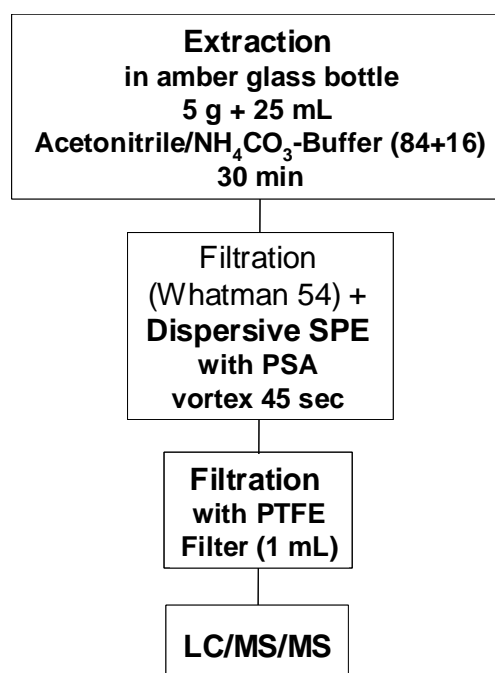 Extraction
in amber glass bottle
5 g + 25 mL
Acetonitrile/NH₄CO₃-Buffer (84+16)
30 min
Filtration
(Whatman 54) +
Dispersive SPE
with PSA
vortex 45 sec
Filtration
with PTFE
Filter (1 mL)
LC/MS/MS